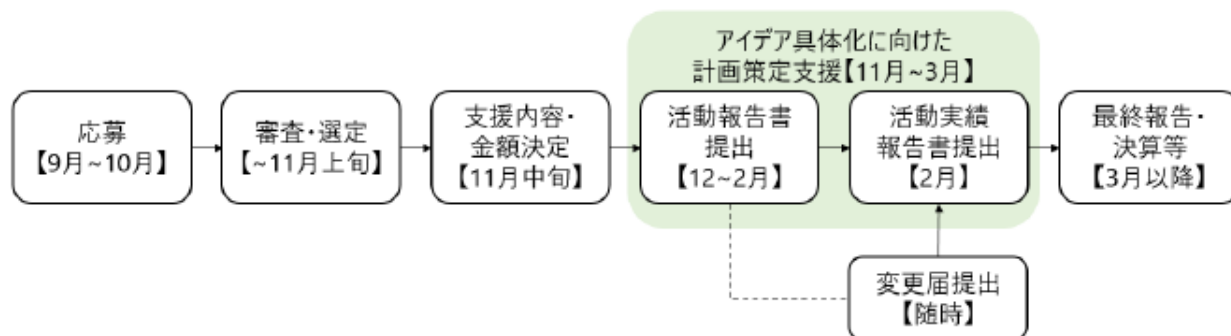 アイデア具体化に向けた
計画策定支援【11月~3月】
応募
【9月~10月】
審査・選定
【~11月上旬】
支援内容・
金額決定
【11月中旬】
活動報告書
提出
【12~2月】
活動実績
報告書提出
【2月】
最終報告・
決算等
【3月以降】
変更届提出
【随時】